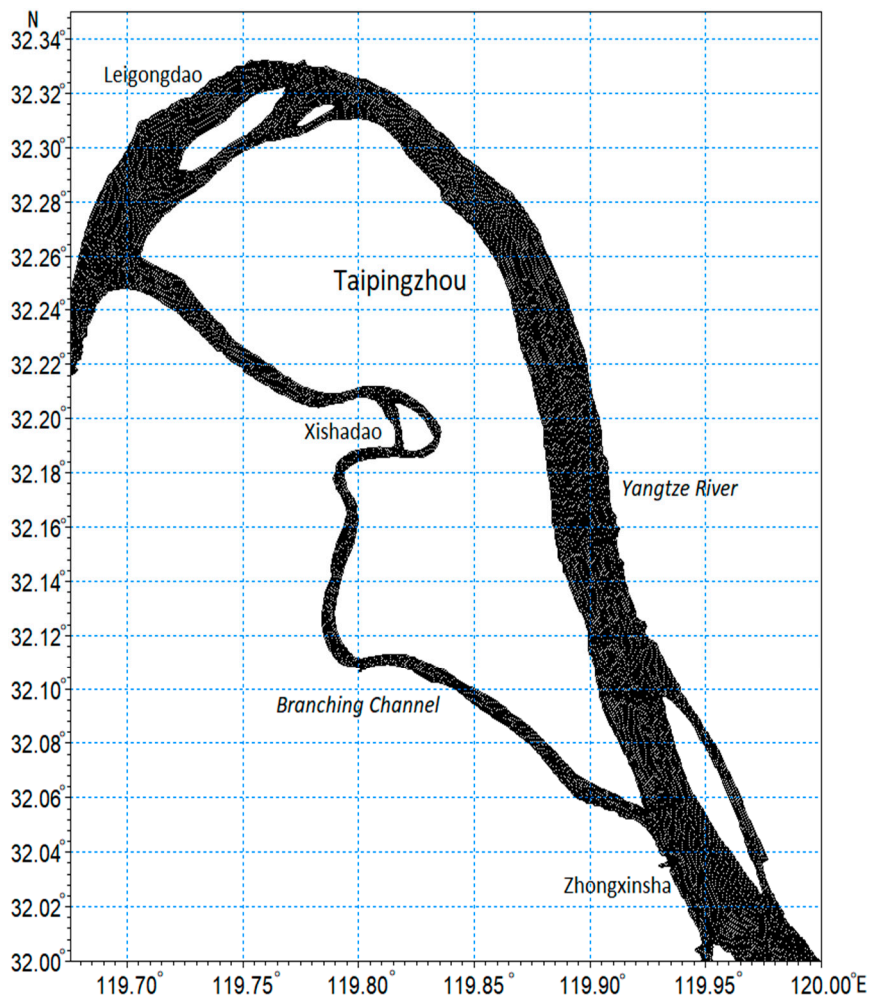 N
32.34°
Leigongdao
32.32°
32.30°
32.28°
32.26°
Taipingzhou
32.24°
32.22°
32.20°
Xishadao
32.18°
Yangtze River
32.16°
32.14°
32.12°
32.10°
Branching Channel
32.08°
32.06°
32.04°
Zhongxinsha
32.02°
32.00°
119.70° 119.75° 119.80° 119.85° 119.90° 119.95° 120.00°E